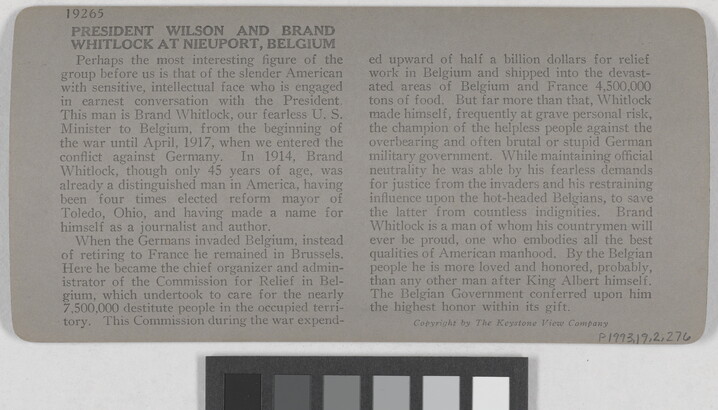 19265
PRESIDENT WILSON AND BRAND
WHITLOCK AT NIEUPORT, BELGIUM
Perhaps the most interesting figure of the
group before us is that of the slender American
with sensitive, intellectual face who is engaged
in earnest conversation with the President.
This man is Brand Whitlock, our fearless U. S.
Minister to Belgium, from the beginning of
the war until April, 1917, when we entered the
conflict against Germany. In 1914, Brand
Whitlock, though only 45 years of age, was
already a distinguished man in America, having
been four times elected reform mayor of
Toledo, Ohio, and having made a name for
himself as a journalist and author.
When the Germans invaded Belgium, instead
of retiring to France he remained in Brussels.
Here he became the chief organizer and admin-
istrator of the Commission for Relief in Bel-
gium, which undertook to care for the nearly
7,500,000 destitute people in the occupied terri-
tory. This Commission during the war expend-
ed upward of half a billion dollars for relief
work in Belgium and shipped into the devast-
ated areas of Belgium and France 4,500,000
tons of food. But far more than that, Whitlock
made himself, frequently at grave personal risk,
the champion of the helpless people against the
overbearing and often brutal or stupid German
military government. While maintaining official
neutrality he was able by his fearless demands
for justice from the invaders and his restraining
influence upon the hot-headed Belgians, to save
the latter from countless indignities. Brand
Whitlock is a man of whom his countrymen will
ever be proud, one who embodies all the best
qualities of American manhood. By the Belgian
people he is more loved and honored, probably,
than any other man after King Albert himself.
The Belgian Government conferred upon him
the highest honor within its gift.
Copyright by The Keystone View Company
P1993.19.2.276